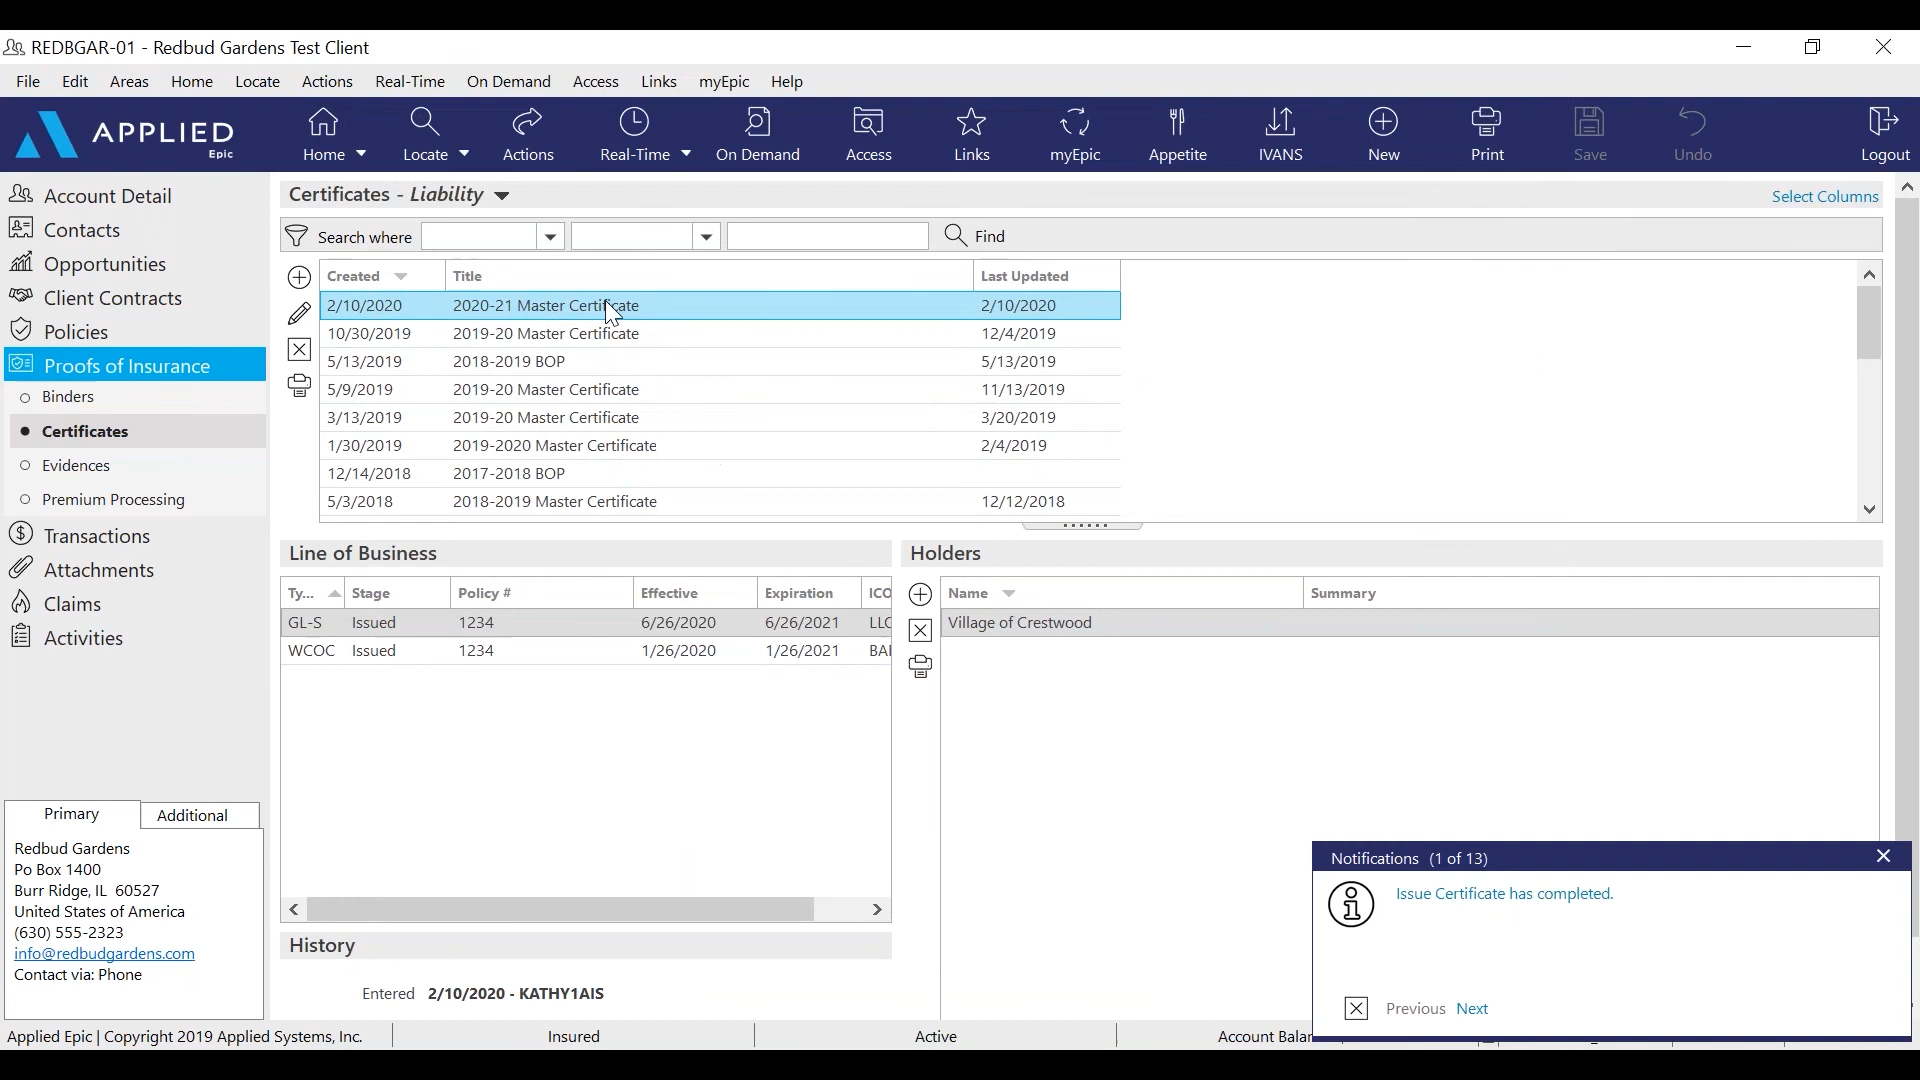 REDBGAR-01 - Redbud Gardens Test Client
File Edit Areas Home Locate Actions Real-Time On Demand Access Links myEpic Help
APPLIED
Epic
Home Locate Actions Real-Time On Demand Access Links myEpic Appetite IVANS New Print Save Undo Logout
Account Detail
Contacts
Opportunities
Client Contracts
Policies
Proofs of Insurance
Binders
Certificates
Evidences
Premium Processing
Transactions
Attachments
Claims
Activities
Primary Additional
Redbud Gardens
Po Box 1400
Burr Ridge, IL 60527
United States of America
(630) 555-2323
info@redbudgardens.com
Contact via: Phone
Certificates - Liability Select Columns
Search where Find
Created Title Last Updated
2/10/2020 2020-21 Master Certificate 2/10/2020
10/30/2019 2019-20 Master Certificate 12/4/2019
5/13/2019 2018-2019 BOP 5/13/2019
5/9/2019 2019-20 Master Certificate 11/13/2019
3/13/2019 2019-20 Master Certificate 3/20/2019
1/30/2019 2019-2020 Master Certificate 2/4/2019
12/14/2018 2017-2018 BOP
5/3/2018 2018-2019 Master Certificate 12/12/2018
Line of Business
Ty... Stage Policy # Effective Expiration ICO
GL-S Issued 1234 6/26/2020 6/26/2021 LLC
WCOC Issued 1234 1/26/2020 1/26/2021 BAI
History
Entered 2/10/2020 - KATHY1AIS
Holders
Name Summary
Village of Crestwood
Notifications (1 of 13)
Issue Certificate has completed.
Previous Next
Applied Epic | Copyright 2019 Applied Systems, Inc. Insured Active Account Balan